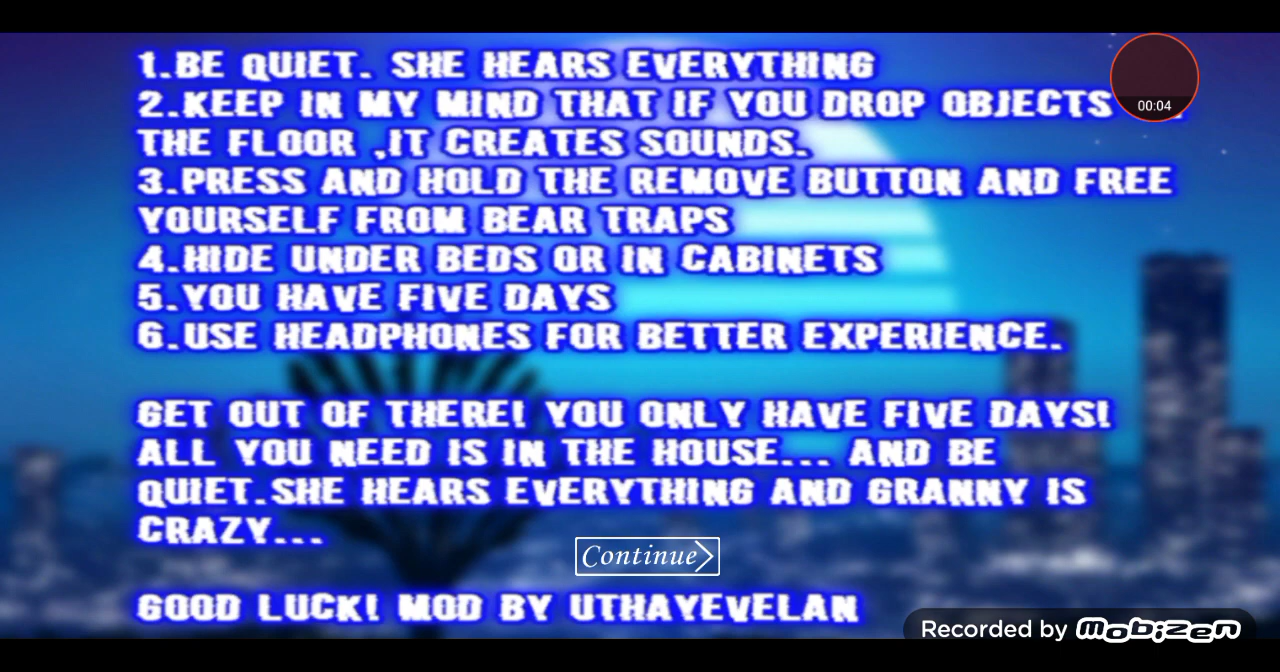 1.BE QUIET. SHE HEARS EVERYTHING
2.KEEP IN MY MIND THAT IF YOU DROP OBJECTS
00:04
THE FLOOR ,IT CREATES SOUNDS.
3.PRESS AND HOLD THE REMOVE BUTTON AND FREE
YOURSELF FROM BEAR TRAPS
4.HIDE UNDER BEDS OR IN CABINETS
5.YOU HAVE FIVE DAYS
6.USE HEADPHONES FOR BETTER EXPERIENCE.
GET OUT OF THERE! YOU ONLY HAVE FIVE DAYS!
ALL YOU NEED IS IN THE HOUSE... AND BE
QUIET.SHE HEARS EVERYTHING AND GRANNY IS
CRAZY...
Continue
GOOD LUCK! MOD BY UTHAYEVELAN
Recorded by mobizen